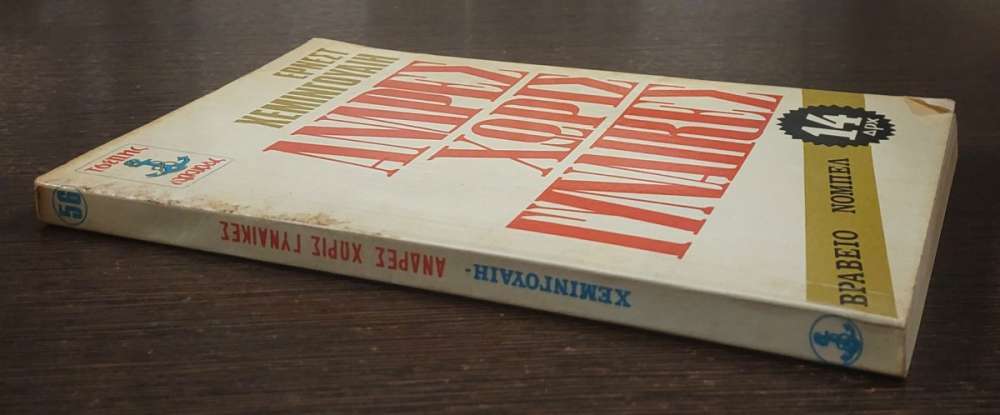 ΕΡΝΕΣΤ
ΧΕΜΙΝΓΟΥΑΙΗ
ΑΝΔΡΕΣ
ΧΩΡΙΣ
ΓΥΝΑΙΚΕΣ
14
ΔΡΧ
ΒΡΑΒΕΙΟ ΝΟΜΠΕΛ
56
ΑΝΔΡΕΣ ΧΩΡΙΣ ΓΥΝΑΙΚΕΣ
ΧΕΜΙΝΓΟΥΑΙΗ -